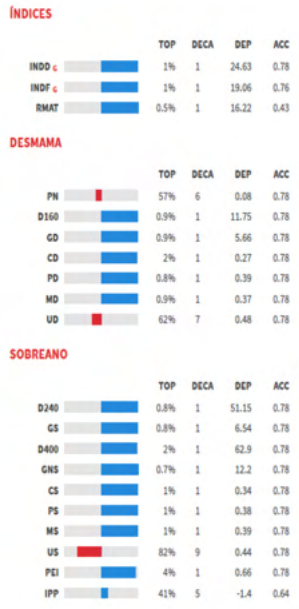 ÍNDICES
TOP DECA DEP ACC
INDD G 1% 1 24.63 0.78
INDF G 1% 1 19.06 0.76
RMAT 0.5% 1 16.22 0.43
DESMAMA
TOP DECA DEP ACC
PN 57% 6 0.08 0.78
D160 0.9% 1 11.75 0.78
GD 0.9% 1 5.66 0.78
CD 2% 1 0.27 0.78
PD 0.8% 1 0.39 0.78
MD 0.9% 1 0.37 0.78
UD 62% 7 0.48 0.78
SOBREANO
TOP DECA DEP ACC
D240 0.8% 1 51.15 0.78
GS 0.8% 1 6.54 0.78
D400 2% 1 62.9 0.78
GNS 0.7% 1 12.2 0.78
CS 1% 1 0.34 0.78
PS 1% 1 0.38 0.78
MS 1% 1 0.39 0.78
US 82% 9 0.44 0.78
PEI 4% 1 0.66 0.78
IPP 41% 5 -1.4 0.64